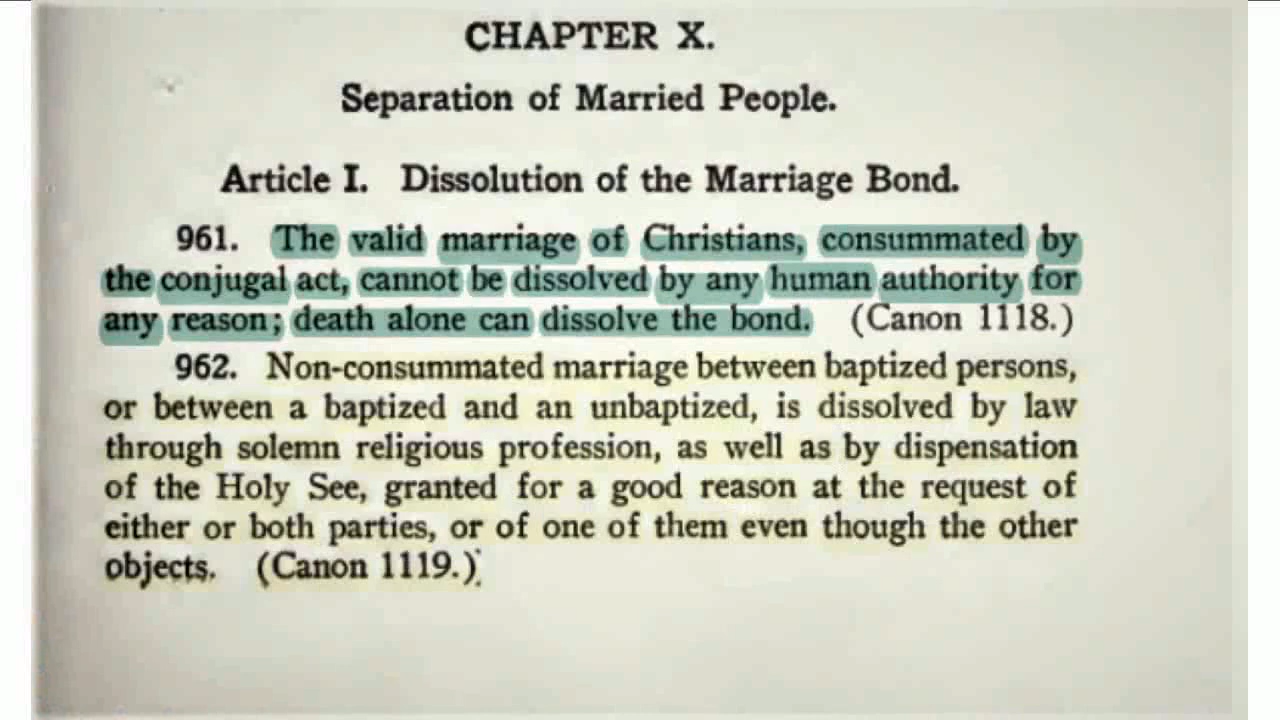 CHAPTER X.
Separation of Married People.
Article I. Dissolution of the Marriage Bond.
961. The valid marriage of Christians, consummated by
the conjugal act, cannot be dissolved by any human authority for
any reason; death alone can dissolve the bond. (Canon 1118.)
962. Non-consummated marriage between baptized persons,
or between a baptized and an unbaptized, is dissolved by law
through solemn religious profession, as well as by dispensation
of the Holy See, granted for a good reason at the request of
either or both parties, or of one of them even though the other
objects. (Canon 1119.)